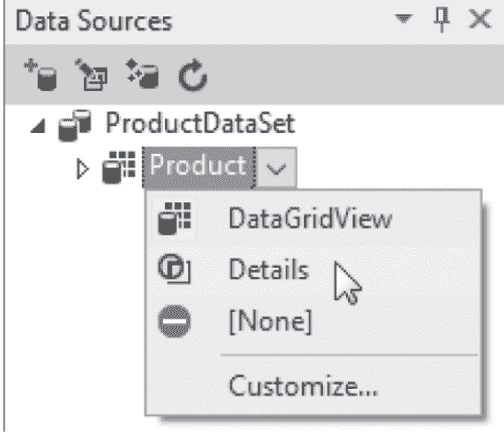 Data Sources
ProductDataSet
Product
DataGridView
Details
[None]
Customize...